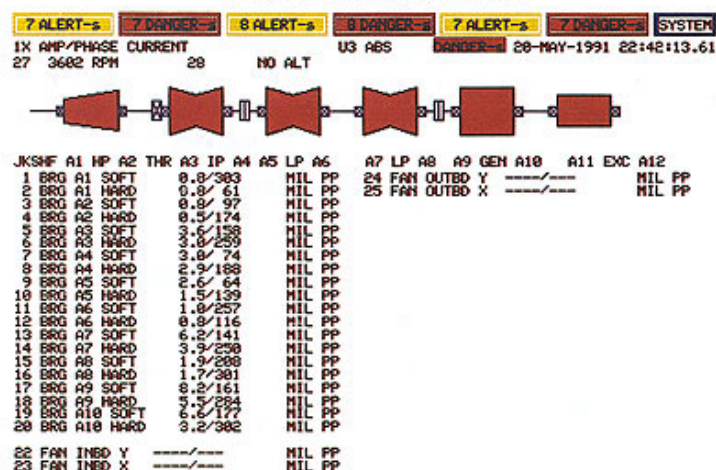 7 ALERT-s 7 DANGER-s 8 ALERT-s 8 DANGER-s 7 ALERT-s 7 DANGER-s SYSTEM
1X AMP/PHASE CURRENT U3 ABS DANGER-s 20-MAY-1991 22:42:13.61
27 3602 RPM 28 NO ALT
JKSHF A1 HP A2 THR A3 IP A4 A5 LP A6 A7 LP A8 A9 GEN A10 A11 EXC A12
1 BRG A1 SOFT 0.8/303 MIL PP 24 FAN OUTBD Y ----/--- MIL PP
2 BRG A1 HARD 0.8/ 61 MIL PP 25 FAN OUTBD X ----/--- MIL PP
3 BRG A2 SOFT 0.8/ 97 MIL PP
4 BRG A2 HARD 0.5/174 MIL PP
5 BRG A3 SOFT 3.6/158 MIL PP
6 BRG A3 HARD 3.0/259 MIL PP
7 BRG A4 SOFT 3.0/ 74 MIL PP
8 BRG A4 HARD 2.9/188 MIL PP
9 BRG A5 SOFT 2.6/ 64 MIL PP
10 BRG A5 HARD 1.5/139 MIL PP
11 BRG A6 SOFT 1.0/257 MIL PP
12 BRG A6 HARD 0.8/116 MIL PP
13 BRG A7 SOFT 6.2/141 MIL PP
14 BRG A7 HARD 3.9/250 MIL PP
15 BRG A8 SOFT 1.9/208 MIL PP
16 BRG A8 HARD 1.7/301 MIL PP
17 BRG A9 SOFT 8.2/161 MIL PP
18 BRG A9 HARD 5.5/284 MIL PP
19 BRG A10 SOFT 6.6/177 MIL PP
20 BRG A10 HARD 3.2/302 MIL PP
22 FAN INBD Y ----/--- MIL PP
23 FAN INBD X ----/--- MIL PP